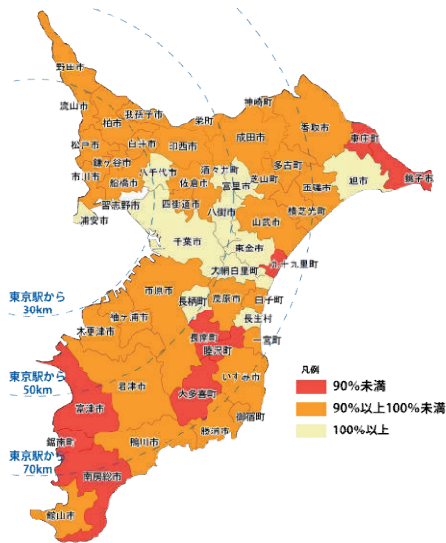 野田市
流山市
柏市
我孫子市
栄町
神崎町
香取市
東庄町
銚子市
松戸市
白井市
印西市
成田市
多古町
旭市
鎌ケ谷市
八千代市
酒々井町
富里市
芝山町
匝瑳市
市川市
船橋市
佐倉市
習志野市
四街道市
八街市
横芝光町
浦安市
山武市
千葉市
東金市
九十九里町
大網白里町
市原市
長柄町
茂原市
白子町
東京駅から
30km
袖ケ浦市
長生村
木更津市
長南町
一宮町
睦沢町
東京駅から
50km
君津市
いすみ市
大多喜町
富津市
御宿町
勝浦市
鋸南町
鴨川市
東京駅から
70km
南房総市
館山市
凡例
90%未満
90%以上100%未満
100%以上